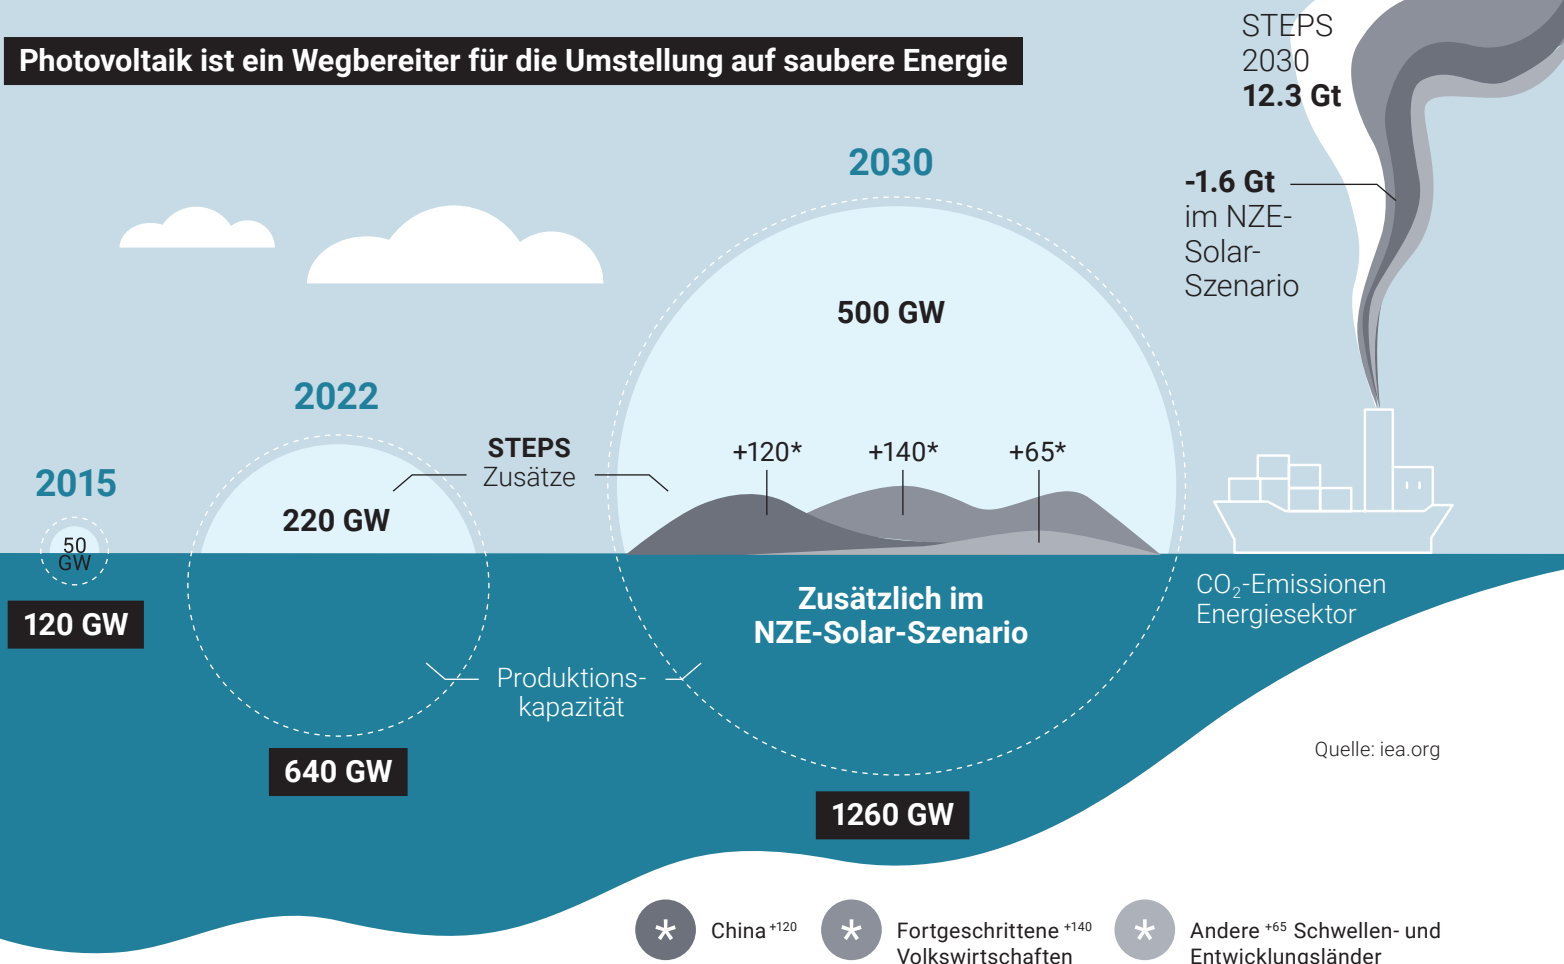 Photovoltaik ist ein Wegbereiter für die Umstellung auf saubere Energie
STEPS
2030
12.3 Gt
-1.6 Gt
im NZE-
Solar-
Szenario
2030
500 GW
2022
220 GW
STEPS
Zusätze
+120*
+140*
+65*
2015
50
GW
120 GW
Zusätzlich im
NZE-Solar-Szenario
CO₂-Emissionen
Energiesektor
Produktions-
kapazität
640 GW
1260 GW
Quelle: iea.org
* China +120
* Fortgeschrittene +140
Volkswirtschaften
* Andere +65 Schwellen- und
Entwicklungsländer